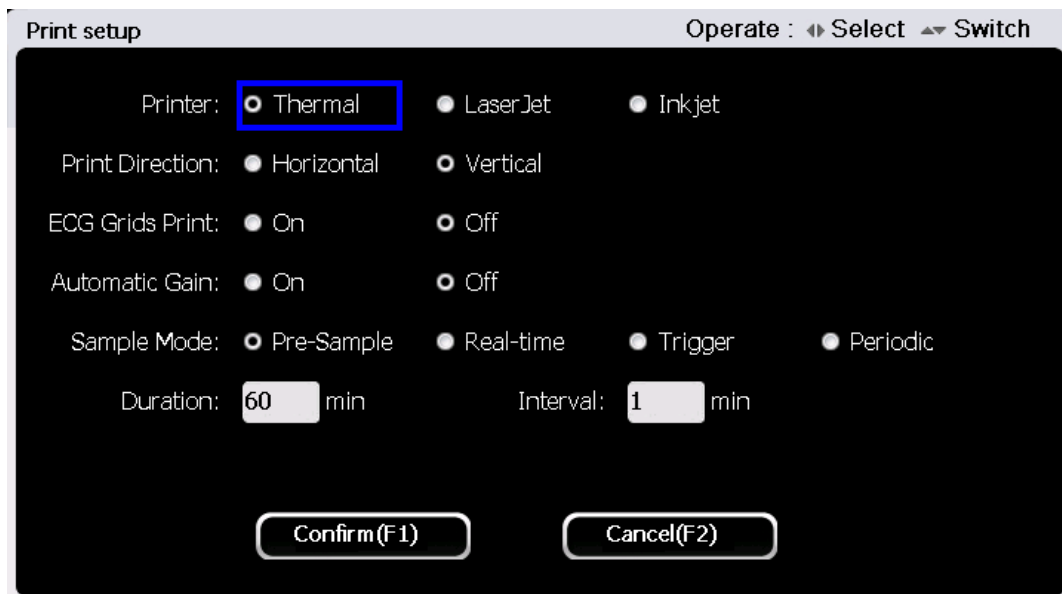 Print setup Operate : Select Switch
Printer: Thermal LaserJet Inkjet
Print Direction: Horizontal Vertical
ECG Grids Print: On Off
Automatic Gain: On Off
Sample Mode: Pre-Sample Real-time Trigger Periodic
Duration: 60 min Interval: 1 min
Confirm(F1) Cancel(F2)